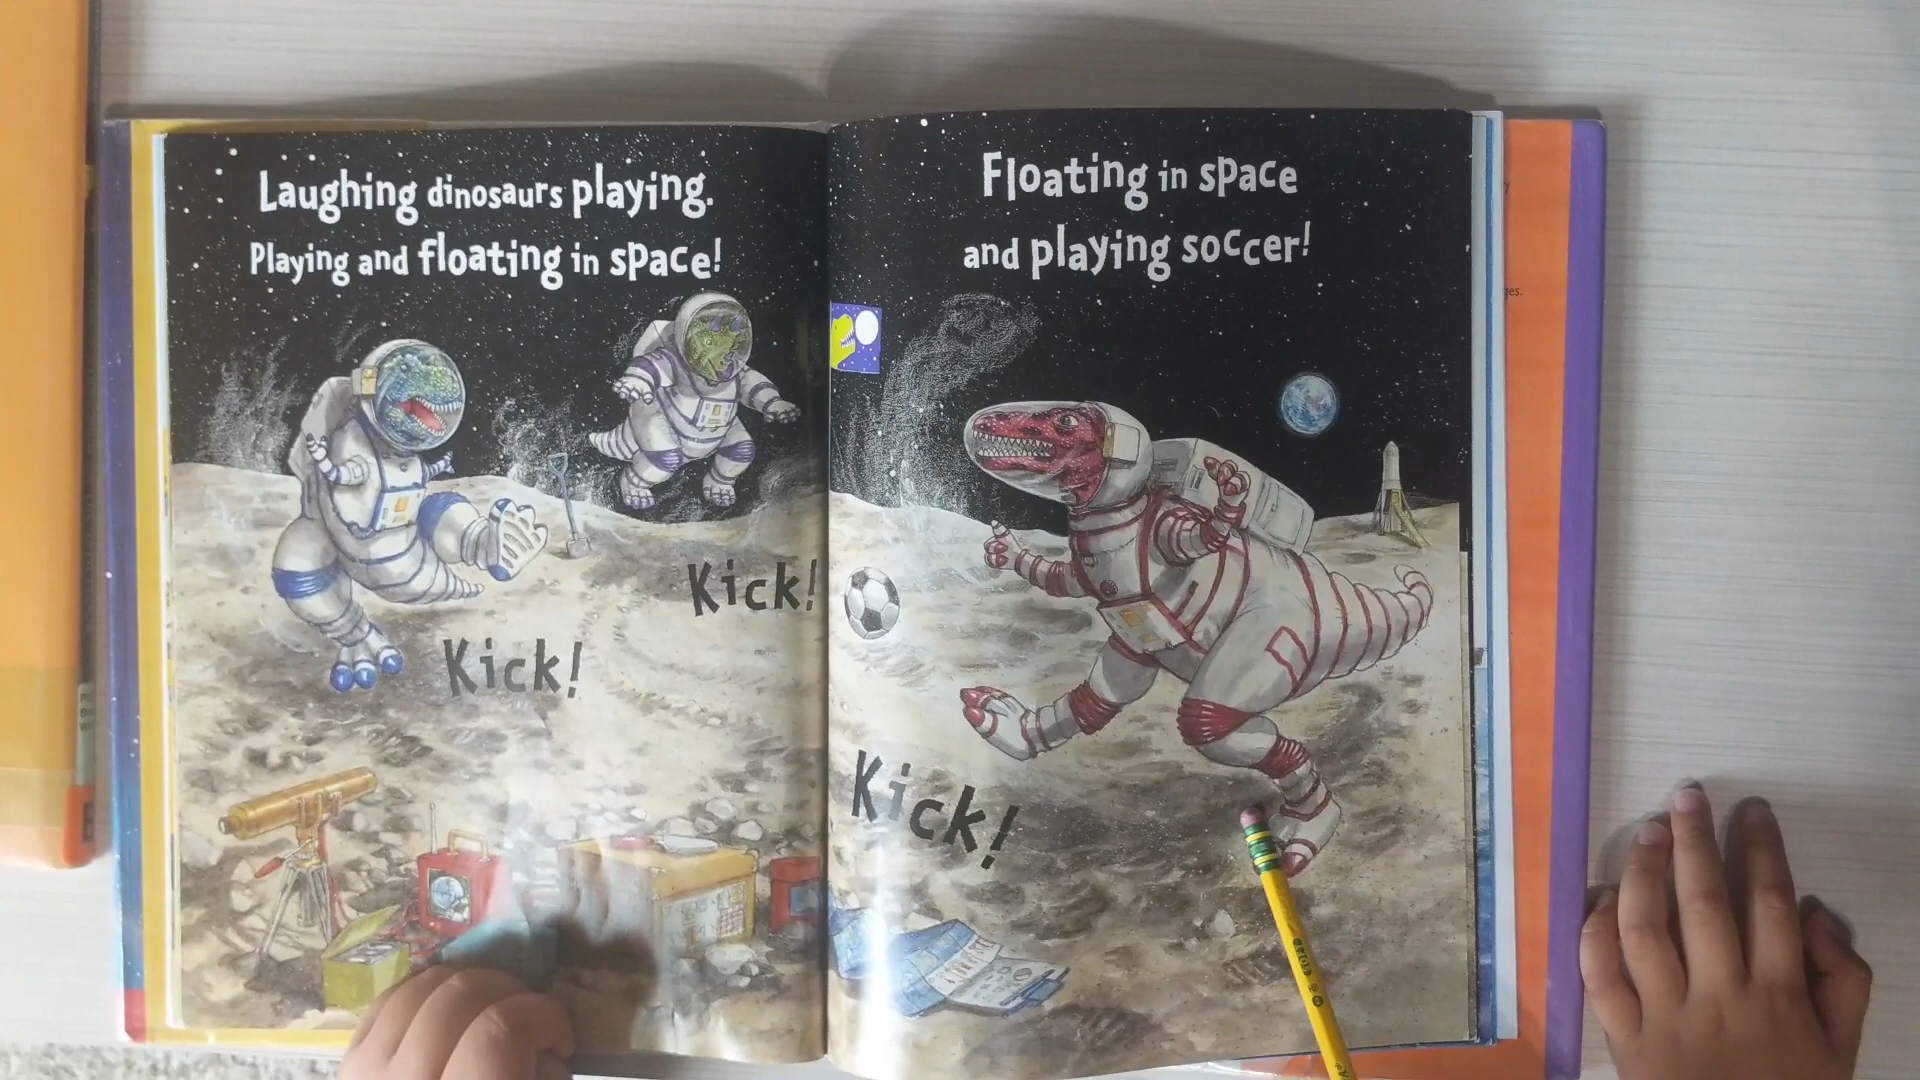 Laughing dinosaurs playing.
Playing and floating in space!
Kick!
Kick!
Floating in space
and playing soccer!
Kick!